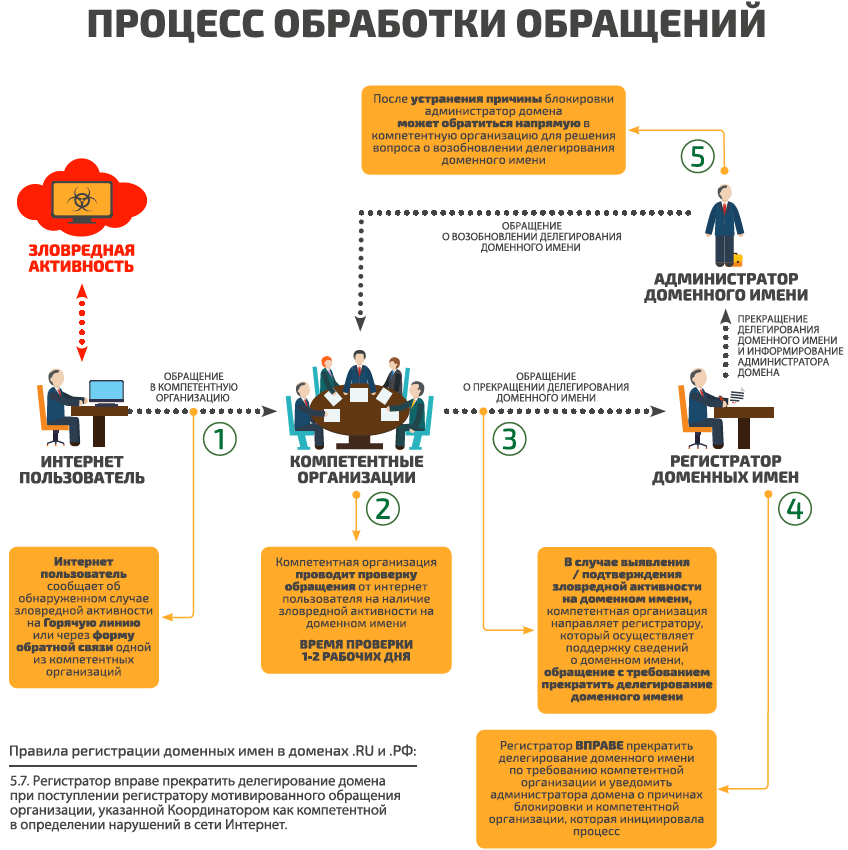 ПРОЦЕСС ОБРАБОТКИ ОБРАЩЕНИЙ
После устранения причины блокировки
администратор домена
может обратиться напрямую в
компетентную организацию для решения
вопроса о возобновлении делегирования
доменного имени
5
ЗЛОВРЕДНАЯ
АКТИВНОСТЬ
ОБРАЩЕНИЕ
О ВОЗОБНОВЛЕНИИ ДЕЛЕГИРОВАНИЯ
ДОМЕННОГО ИМЕНИ
АДМИНИСТРАТОР
ДОМЕННОГО ИМЕНИ
ПРЕКРАЩЕНИЕ
ДЕЛЕГИРОВАНИЯ
ДОМЕННОГО ИМЕНИ
И ИНФОРМИРОВАНИЕ
АДМИНИСТРАТОРА
ДОМЕНА
ОБРАЩЕНИЕ
В КОМПЕТЕНТНУЮ
ОРГАНИЗАЦИЮ
ОБРАЩЕНИЕ
О ПРЕКРАЩЕНИИ ДЕЛЕГИРОВАНИЯ
ДОМЕННОГО ИМЕНИ
1
3
ИНТЕРНЕТ
ПОЛЬЗОВАТЕЛЬ
КОМПЕТЕНТНЫЕ
ОРГАНИЗАЦИИ
РЕГИСТРАТОР
ДОМЕННЫХ ИМЕН
2
4
Интернет
пользователь
сообщает об
обнаруженном случае
зловредной активности
на Горячую линию
или через форму
обратной связи одной
из компетентных
организаций
Компетентная организация
проводит проверку
обращения от интернет
пользователя на наличие
зловредной активности на
доменном имени
ВРЕМЯ ПРОВЕРКИ
1-2 РАБОЧИХ ДНЯ
В случае выявления
/ подтверждения
зловредной активности
на доменном имени,
компетентная организация
направляет регистратору,
который осуществляет
поддержку сведений
о доменном имени,
обращение с требованием
прекратить делегирование
доменного имени
Правила регистрации доменных имен в доменах .RU и .РФ:
5.7. Регистратор вправе прекратить делегирование домена
при поступлении регистратору мотивированного обращения
организации, указанной Координатором как компетентной
в определении нарушений в сети Интернет.
Регистратор ВПРАВЕ прекратить
делегирование доменного имени
по требованию компетентной
организации и уведомить
администратора домена о причинах
блокировки и компетентной
организации, которая инициировала
процесс